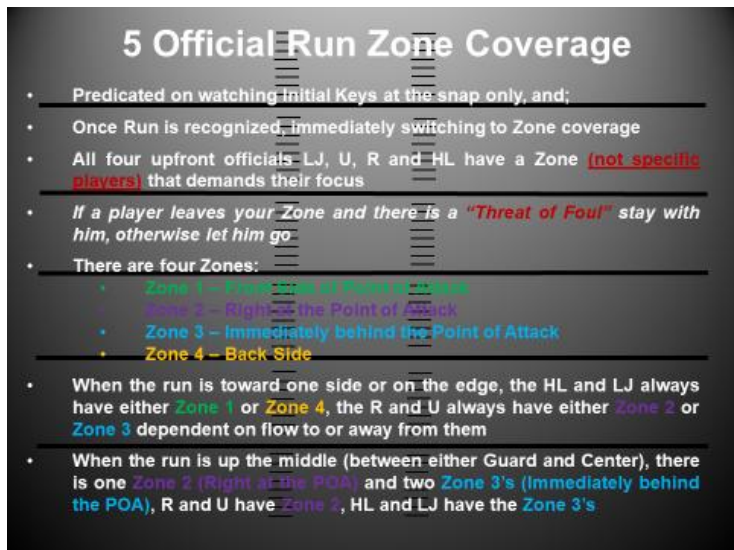 5 Official Run Zone Coverage
• Predicated on watching Initial Keys at the snap only, and;
• Once Run is recognized, immediately switching to Zone coverage
• All four upfront officials LJ, U, R and HL have a Zone (not specific
players) that demands their focus
• If a player leaves your Zone and there is a “Threat of Foul” stay with
him, otherwise let him go
• There are four Zones:
• Zone 1 – Front Side at Point of Attack
• Zone 2 – Right at the Point of Attack
• Zone 3 – Immediately behind the Point of Attack
• Zone 4 – Back Side
• When the run is toward one side or on the edge, the HL and LJ always
have either Zone 1 or Zone 4, the R and U always have either Zone 2 or
Zone 3 dependent on flow to or away from them
• When the run is up the middle (between either Guard and Center), there
is one Zone 2 (Right at the POA) and two Zone 3's (Immediately behind
the POA), R and U have Zone 2, HL and LJ have the Zone 3's